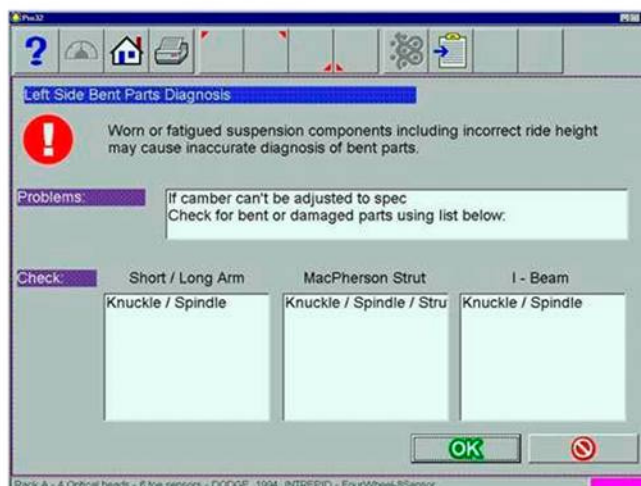 Pro32
Left Side Bent Parts Diagnosis
Worn or fatigued suspension components including incorrect ride height
may cause inaccurate diagnosis of bent parts.
Problems:
If camber can't be adjusted to spec
Check for bent or damaged parts using list below:
Check:
Short / Long Arm
MacPherson Strut
I - Beam
Knuckle / Spindle
Knuckle / Spindle / Stru
Knuckle / Spindle
OK
Rack A - 4 Optical heads - 8 toe sensors - DODGE, 1994, INTREPID - FourWheel-8Sensor